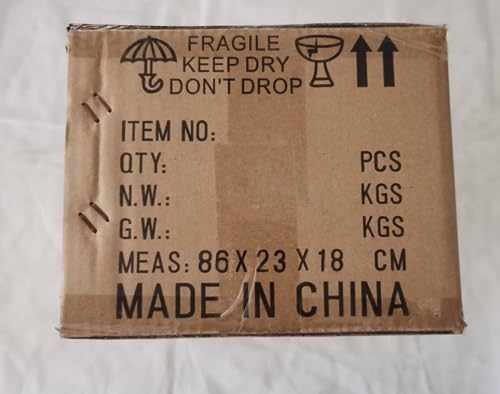 FRAGILE
KEEP DRY
DON'T DROP
ITEM NO:
QTY: PCS
N.W.: KGS
G.W.: KGS
MEAS: 86 X 23 X 18 CM
MADE IN CHINA